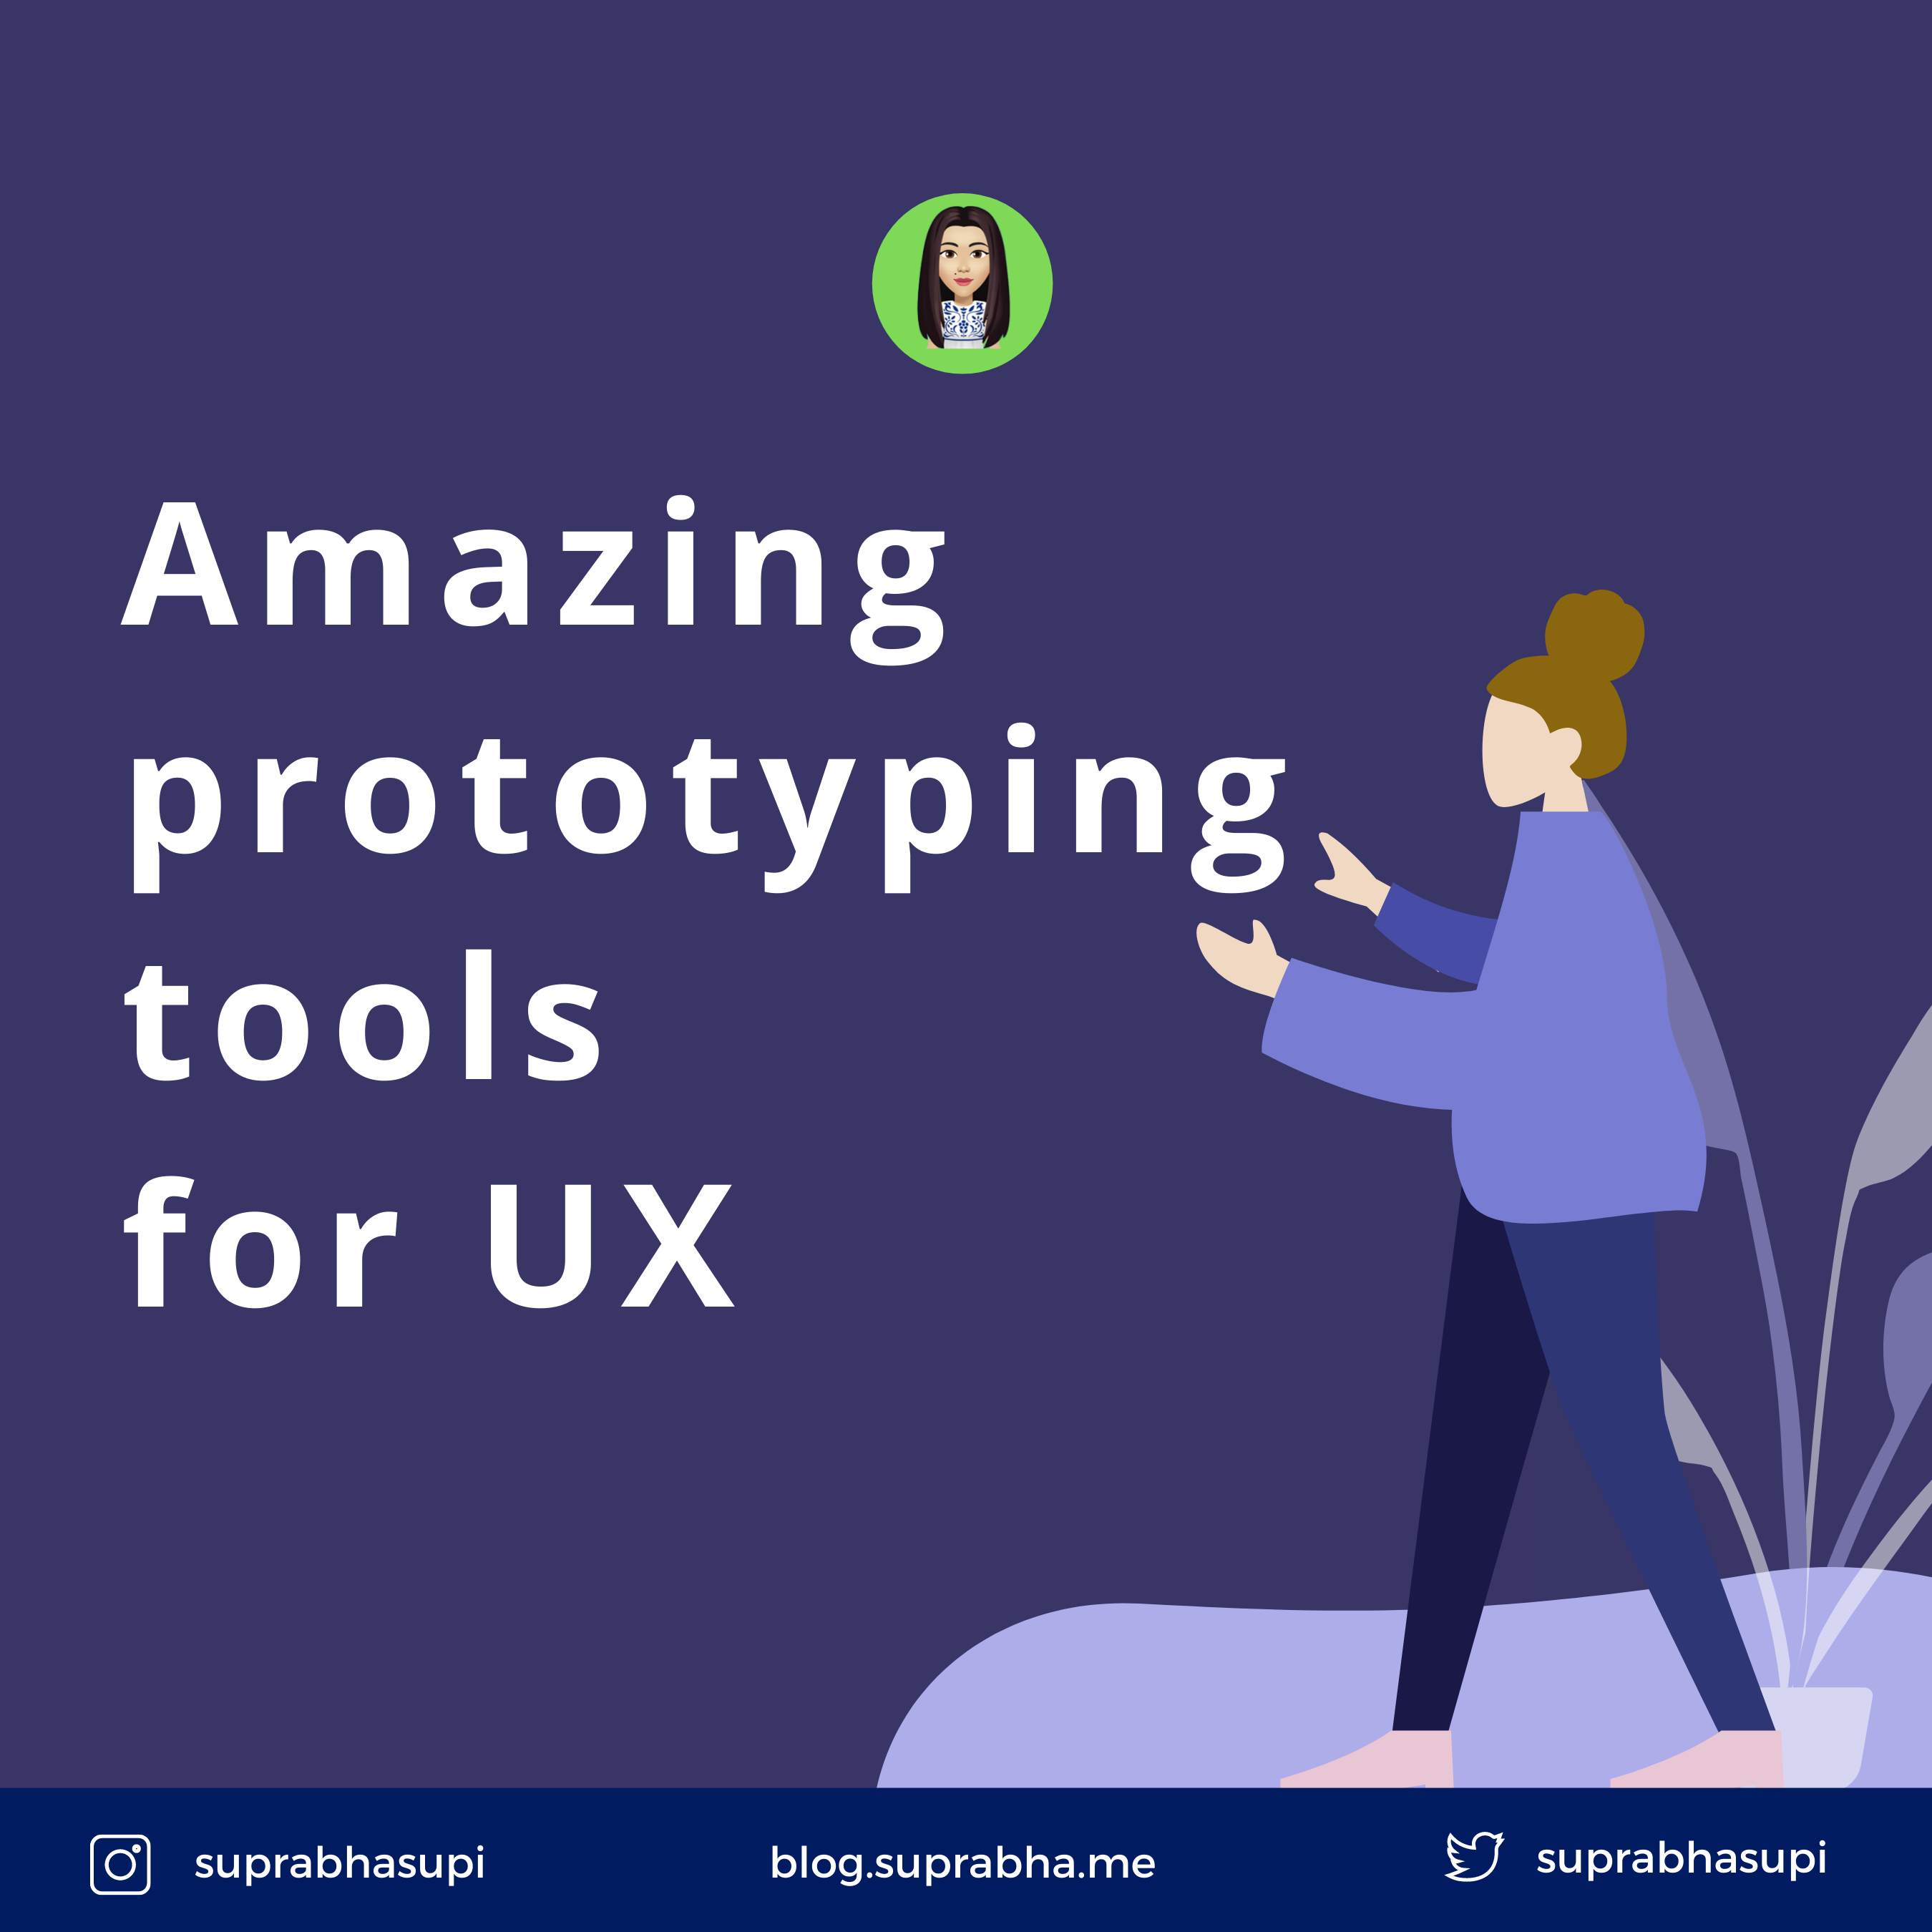 Amazing
prototyping
tools
for UX
suprabhasupi
blog.suprabha.me
suprabhasupi